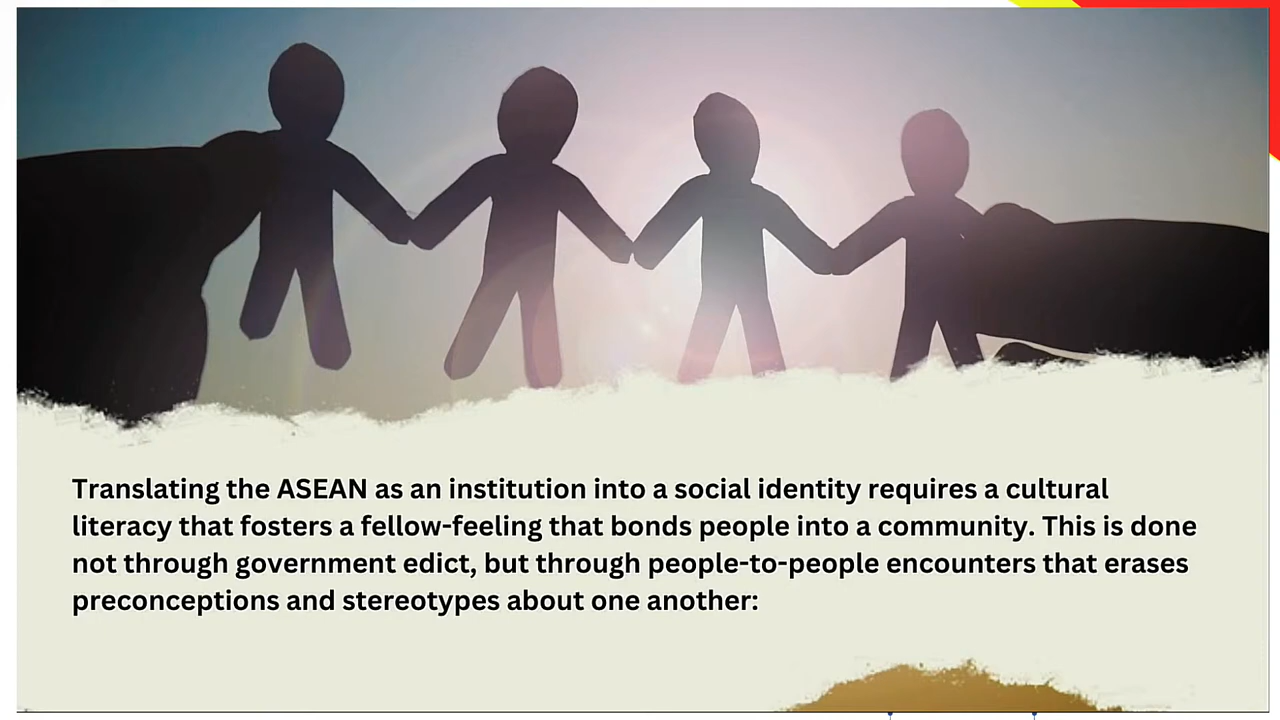 Translating the ASEAN as an institution into a social identity requires a cultural
literacy that fosters a fellow-feeling that bonds people into a community. This is done
not through government edict, but through people-to-people encounters that erases
preconceptions and stereotypes about one another: